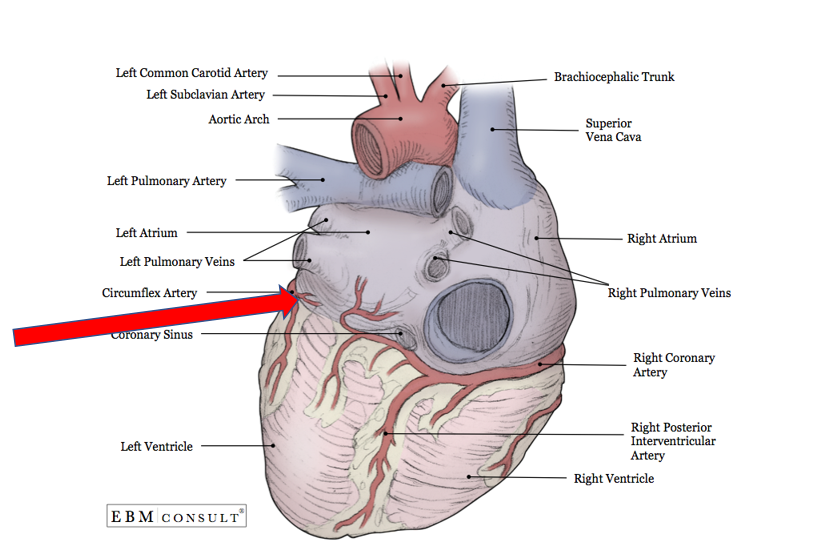 Left Common Carotid Artery
Left Subclavian Artery
Aortic Arch
Left Pulmonary Artery
Left Atrium
Left Pulmonary Veins
Circumflex Artery
Coronary Sinus
Left Ventricle
EBM CONSULT®
Brachiocephalic Trunk
Superior
Vena Cava
Right Atrium
Right Pulmonary Veins
Right Coronary
Artery
Right Posterior
Interventricular
Artery
Right Ventricle